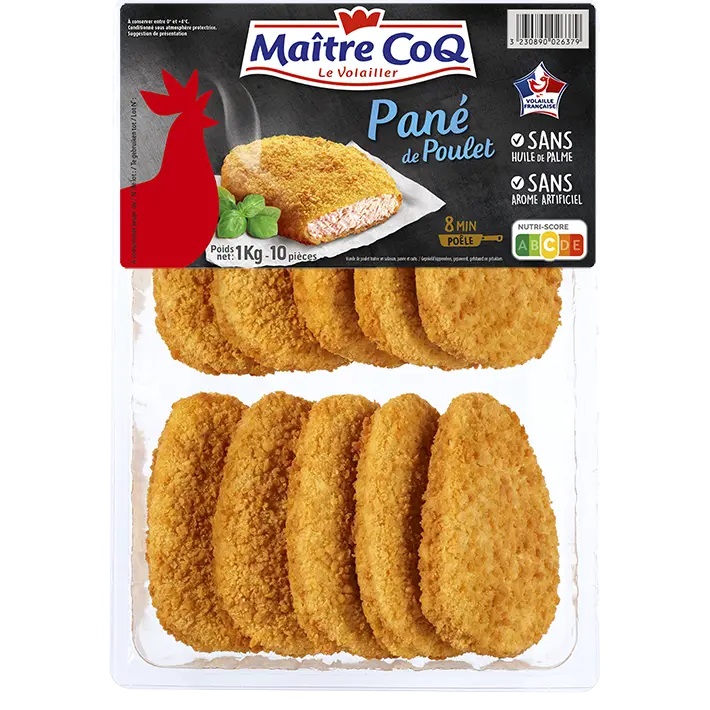 A conserver entre 0° et +4°C.
Conditionné sous atmosphère protectrice.
Suggestion de présentation
Maître CoQ
Le Volailler
3 230890 026379
Pané
de Poulet
VOLAILLE
FRANÇAISE
SANS
HUILE DE PALME
SANS
AROME ARTIFICIEL
8 MIN
POÊLE
NUTRI-SCORE
A B C D E
Poids
net: 1Kg - 10 pièces